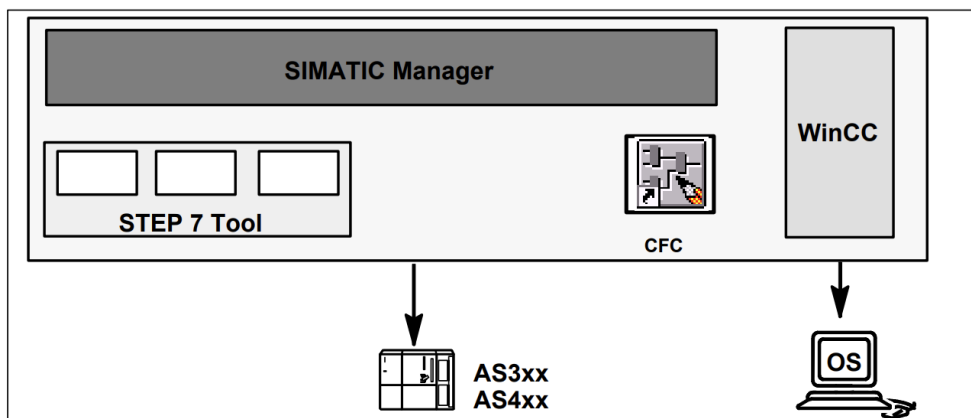 SIMATIC Manager
WinCC
STEP 7 Tool
CFC
AS3xx
AS4xx
OS